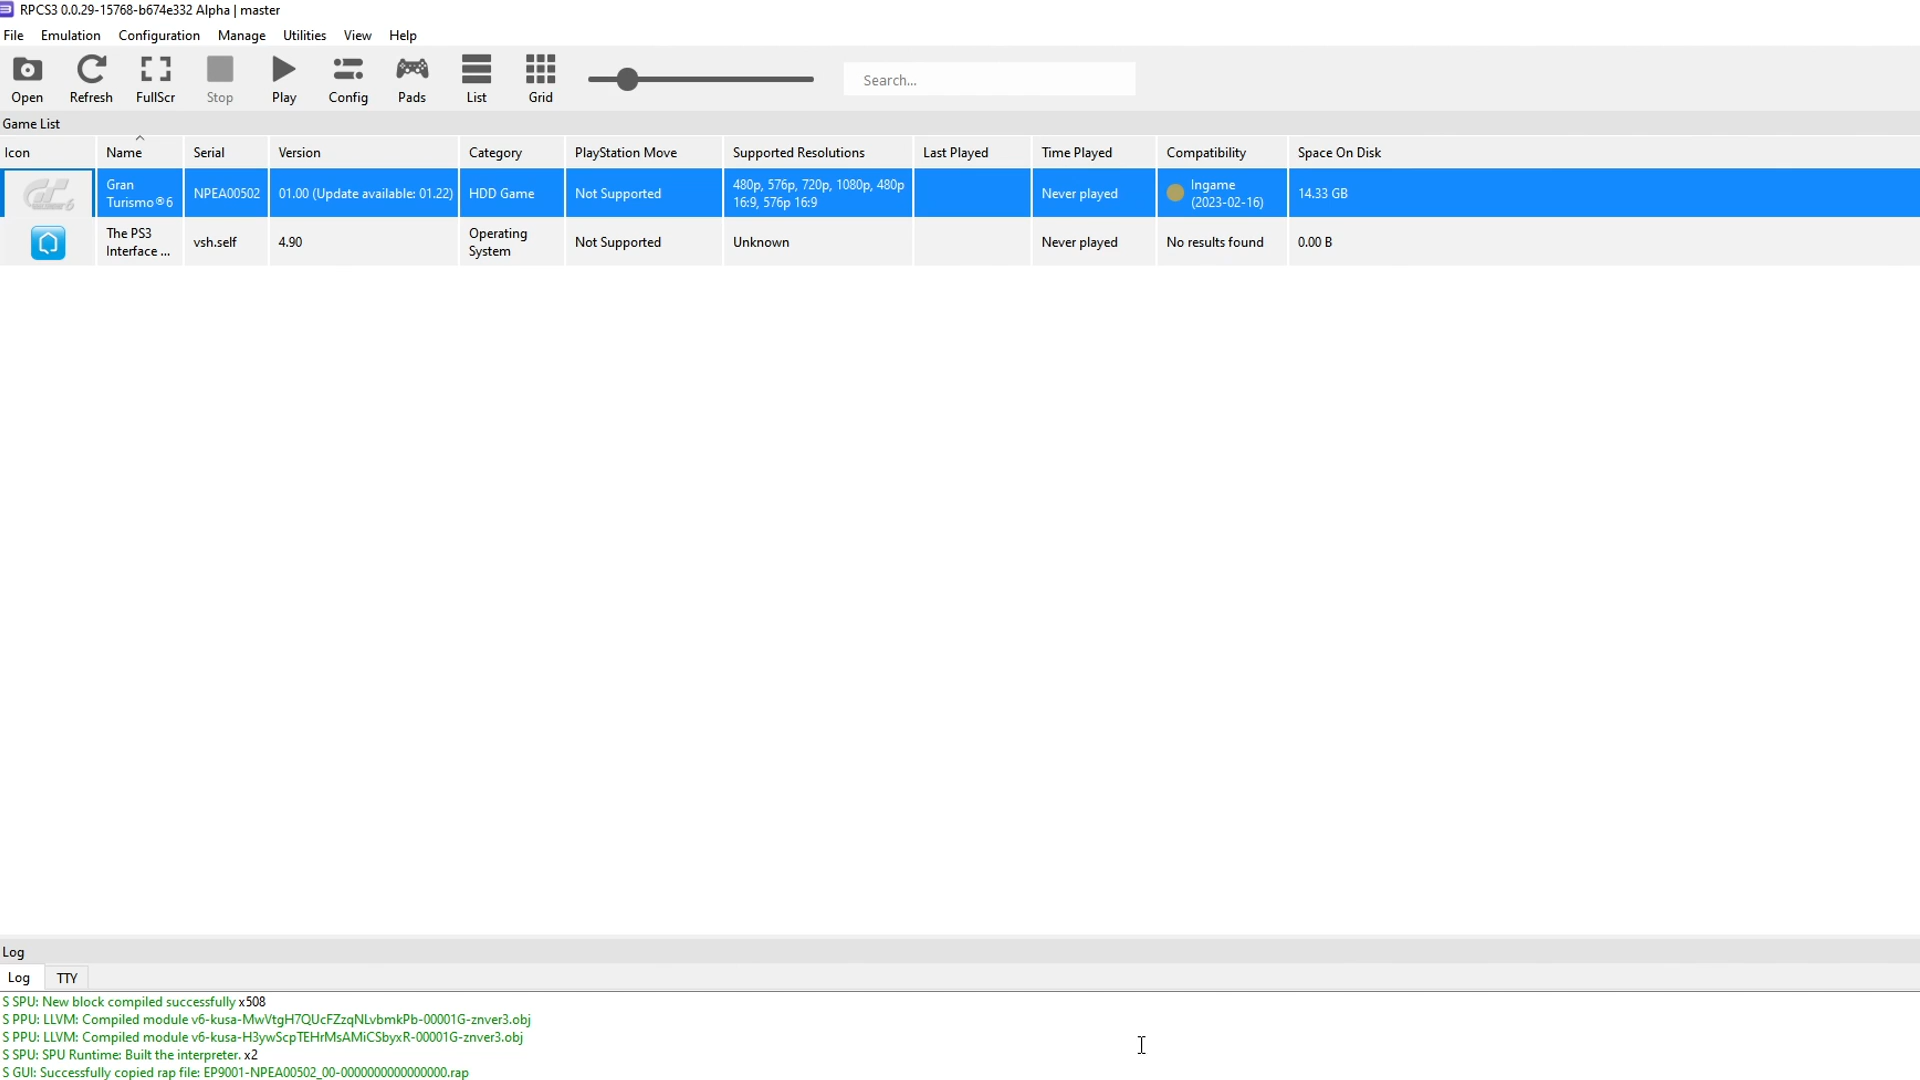 RPCS3 0.0.29-15768-b674e332 Alpha | master
File Emulation Configuration Manage Utilities View Help
Open Refresh FullScr Stop Play Config Pads List Grid Search...
Game List
Icon Name Serial Version Category PlayStation Move Supported Resolutions Last Played Time Played Compatibility Space On Disk
Gran Turismo®6 NPEA00502 01.00 (Update available: 01.22) HDD Game Not Supported 480p, 576p, 720p, 1080p, 480p 16:9, 576p 16:9 Never played Ingame (2023-02-16) 14.33 GB
The PS3 Interface ... vsh.self 4.90 Operating System Not Supported Unknown Never played No results found 0.00 B
Log
Log TTY
S SPU: New block compiled successfully x508
S PPU: LLVM: Compiled module v6-kusa-MwVtgH7QUcFZzqNLvbmkPb-00001G-znver3.obj
S PPU: LLVM: Compiled module v6-kusa-H3ywScpTEHrMsAMiCSbyxR-00001G-znver3.obj
S SPU: SPU Runtime: Built the interpreter. x2
S GUI: Successfully copied rap file: EP9001-NPEA00502_00-0000000000000000.rap